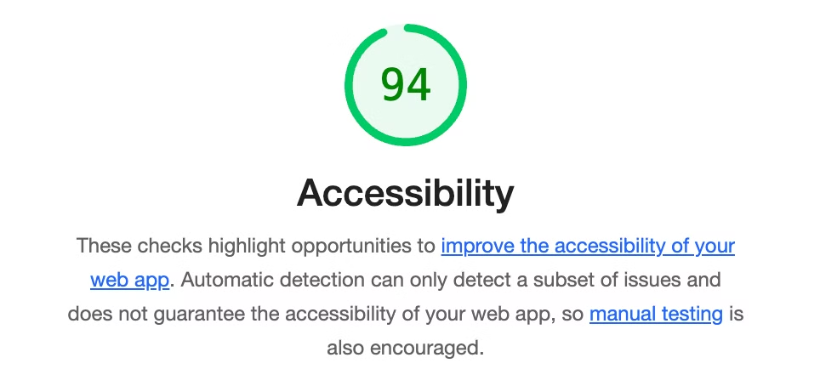 94
Accessibility
These checks highlight opportunities to improve the accessibility of your
web app. Automatic detection can only detect a subset of issues and
does not guarantee the accessibility of your web app, so manual testing is
also encouraged.